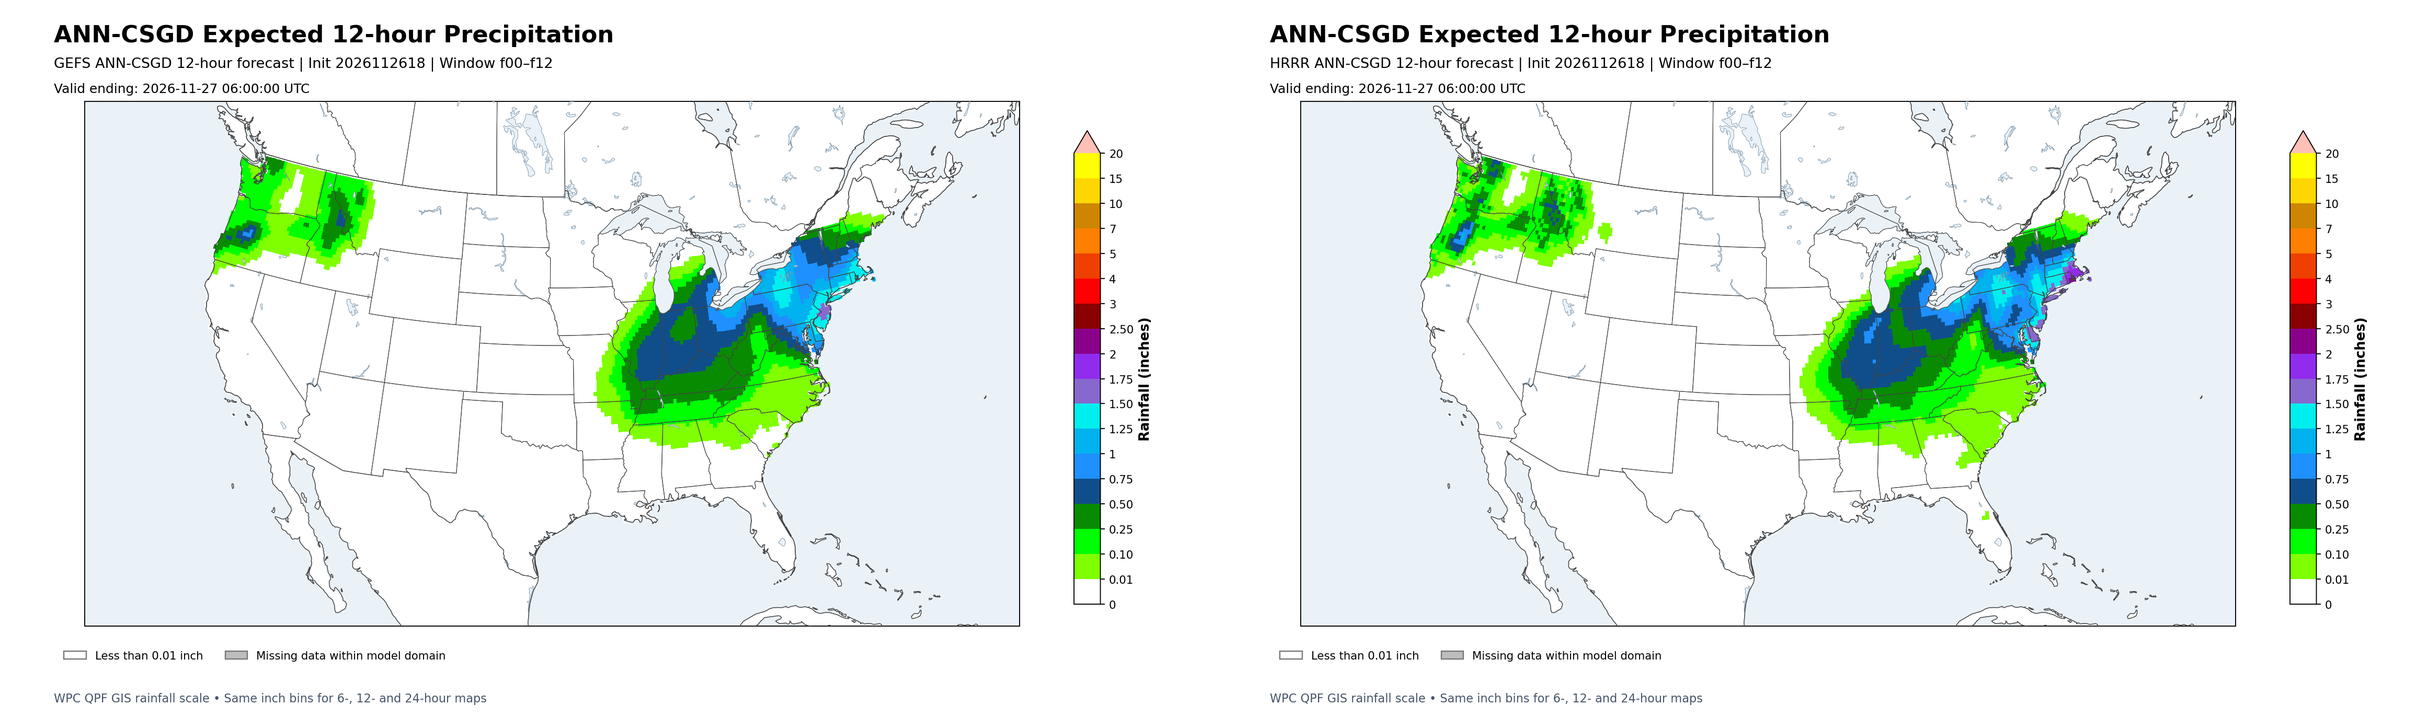 ANN-CSGD Expected 12-hour Precipitation
GEFS ANN-CSGD 12-hour forecast | Init 2026112618 | Window f00–f12
Valid ending: 2026-11-27 06:00:00 UTC
20
15
10
7
5
4
3
2.50
2
1.75
1.50
1.25
1
0.75
0.50
0.25
0.10
0.01
0
Rainfall (inches)
Less than 0.01 inch
Missing data within model domain
WPC QPF GIS rainfall scale • Same inch bins for 6-, 12- and 24-hour maps
ANN-CSGD Expected 12-hour Precipitation
HRRR ANN-CSGD 12-hour forecast | Init 2026112618 | Window f00–f12
Valid ending: 2026-11-27 06:00:00 UTC
20
15
10
7
5
4
3
2.50
2
1.75
1.50
1.25
1
0.75
0.50
0.25
0.10
0.01
0
Rainfall (inches)
Less than 0.01 inch
Missing data within model domain
WPC QPF GIS rainfall scale • Same inch bins for 6-, 12- and 24-hour maps